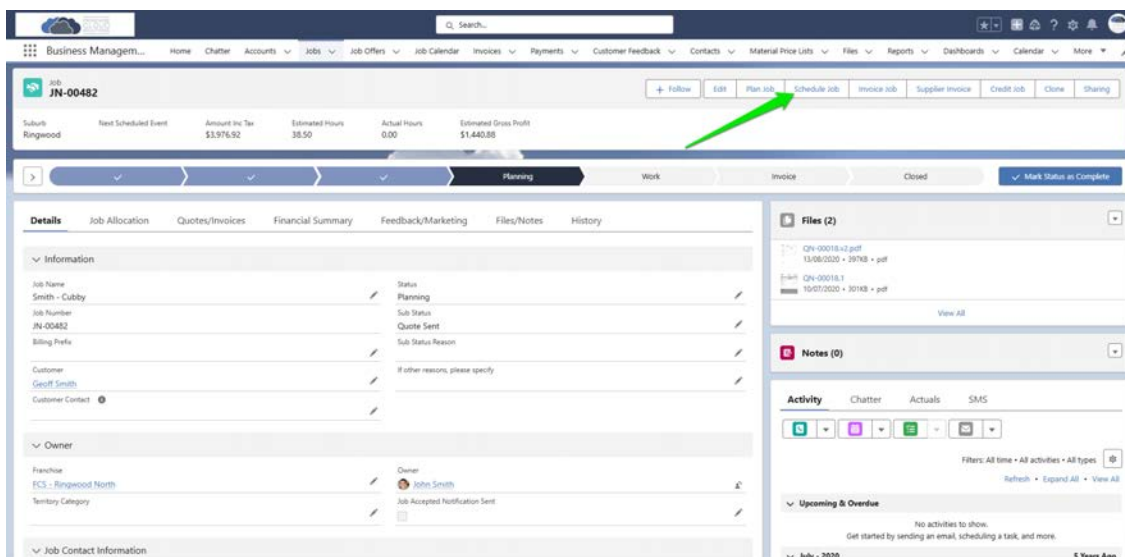 Search...
Business Managem... Home Chatter Accounts Jobs Job Offers Job Calendar Invoices Payments Customer Feedback Contacts Material Price Lists Files Reports Dashboards Calendar More
Job
JN-00482
+ Follow Edit Plan Job Schedule Job Invoice Job Supplier Invoice Credit Job Clone Sharing
Suburb Next Scheduled Event Amount Inc Tax Estimated Hours Actual Hours Estimated Gross Profit
Ringwood $3,976.92 38.50 0.00 $1,440.88
Planning Work Invoice Closed Mark Status as Complete
Details Job Allocation Quotes/Invoices Financial Summary Feedback/Marketing Files/Notes History
Information
Job Name
Smith - Cubby
Job Number
JN-00482
Billing Prefix
Customer
Geoff Smith
Customer Contact
Status
Planning
Sub Status
Quote Sent
Sub Status Reason
If other reasons, please specify
Owner
Franchise
FCS - Ringwood North
Territory Category
Owner
John Smith
Job Accepted Notification Sent
Job Contact Information
Files (2)
QN-00018.v2.pdf
13/08/2020 • 397KB • pdf
QN-00018.1
10/07/2020 • 301KB • pdf
View All
Notes (0)
Activity Chatter Actuals SMS
Filters: All time • All activities • All types
Refresh • Expand All • View All
Upcoming & Overdue
No activities to show.
Get started by sending an email, scheduling a task, and more.
July • 2020 5 Years Ago